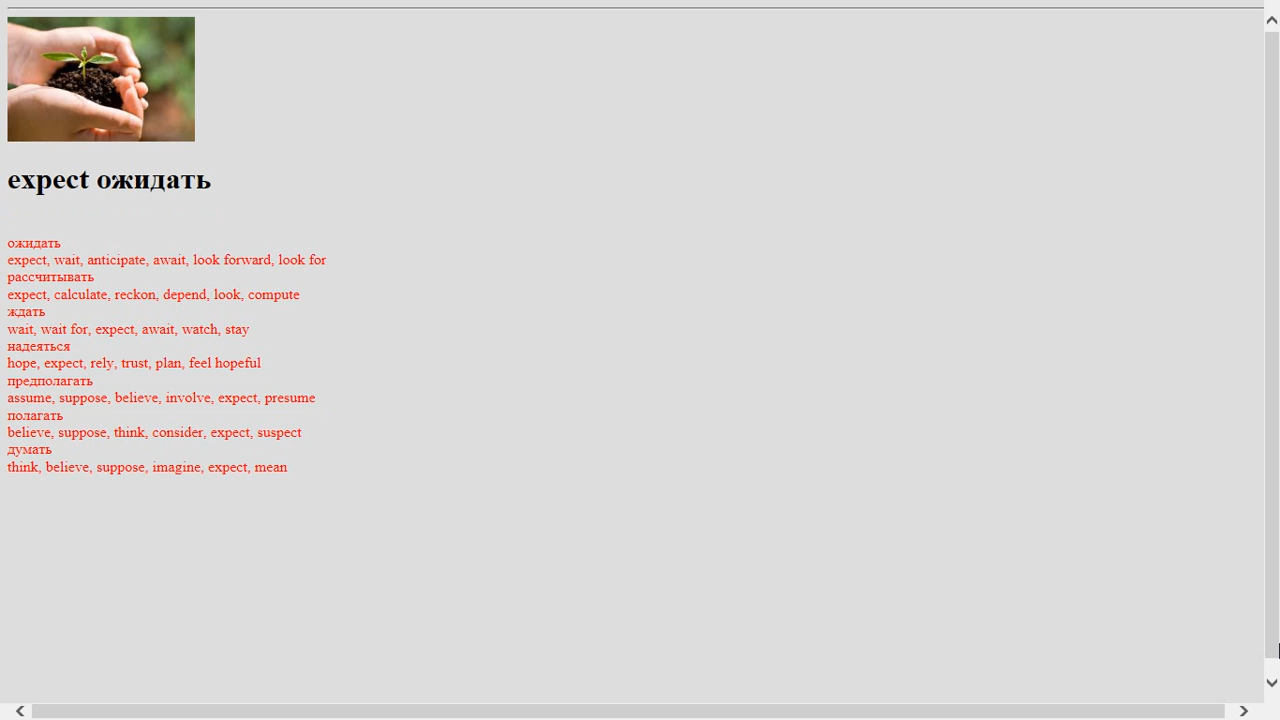 expect ожидать
ожидать
expect, wait, anticipate, await, look forward, look for
рассчитывать
expect, calculate, reckon, depend, look, compute
ждать
wait, wait for, expect, await, watch, stay
надеяться
hope, expect, rely, trust, plan, feel hopeful
предполагать
assume, suppose, believe, involve, expect, presume
полагать
believe, suppose, think, consider, expect, suspect
думать
think, believe, suppose, imagine, expect, mean